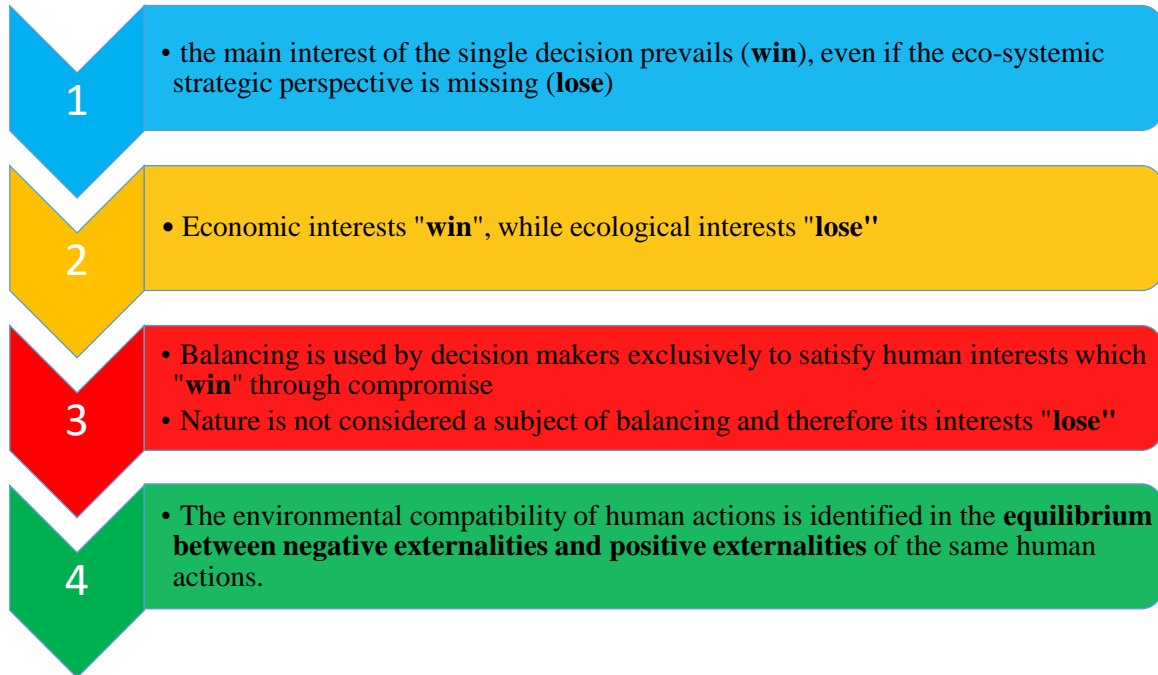 1
• the main interest of the single decision prevails (win), even if the eco-systemic
strategic perspective is missing (lose)
2
• Economic interests "win", while ecological interests "lose"
3
• Balancing is used by decision makers exclusively to satisfy human interests which
"win" through compromise
• Nature is not considered a subject of balancing and therefore its interests "lose"
4
• The environmental compatibility of human actions is identified in the equilibrium
between negative externalities and positive externalities of the same human
actions.